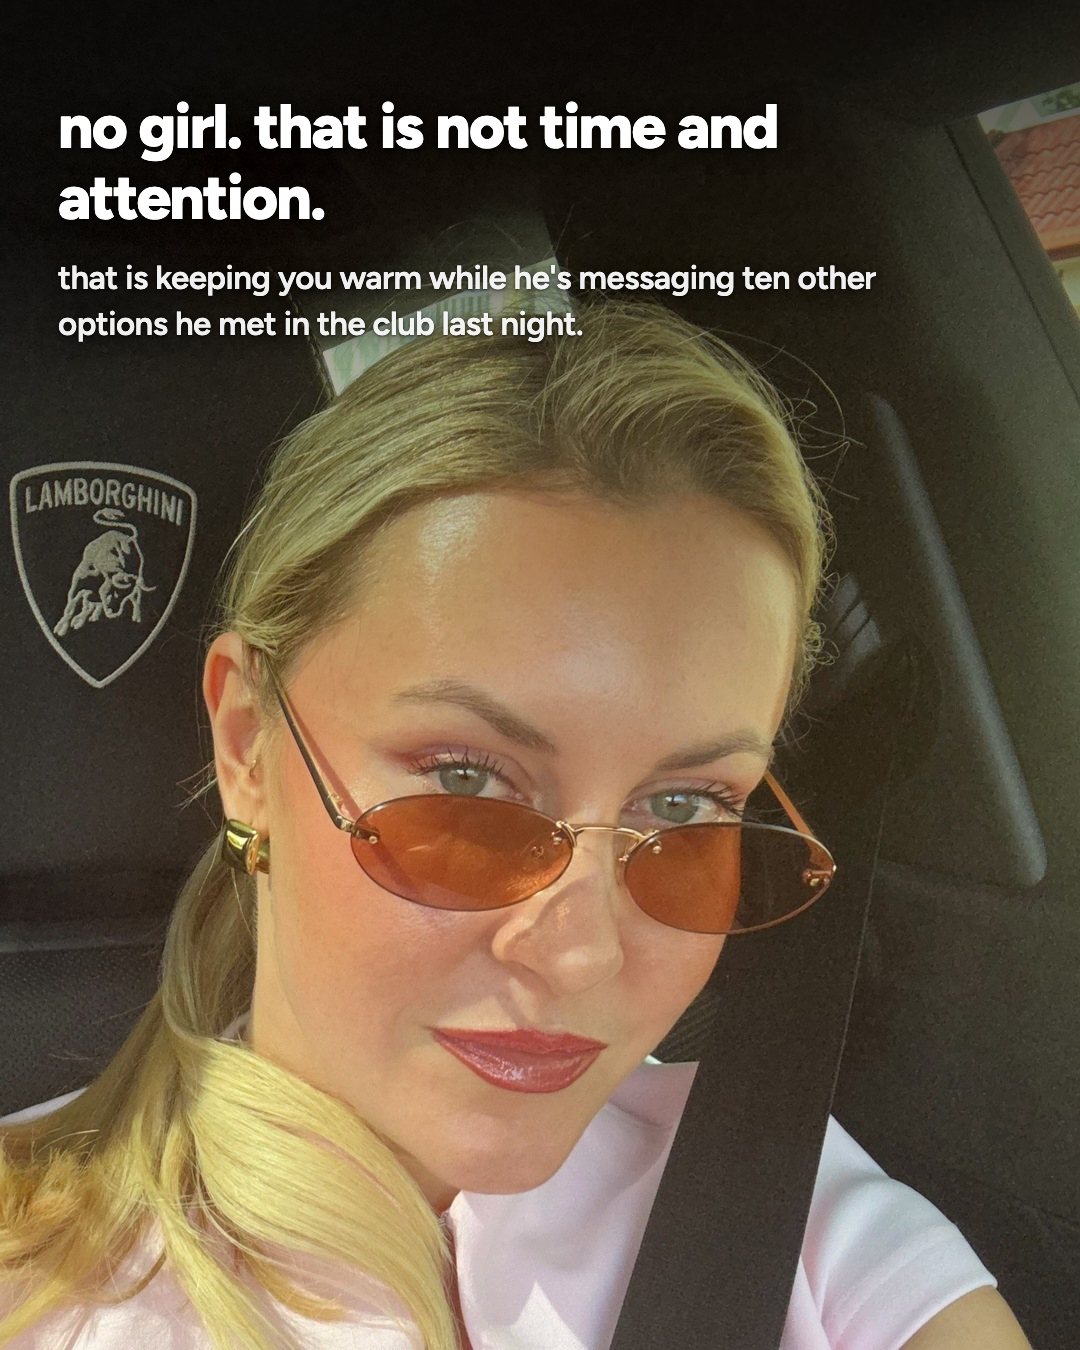 no girl. that is not time and
attention.
that is keeping you warm while he's messaging ten other
options he met in the club last night.
LAMBORGHINI